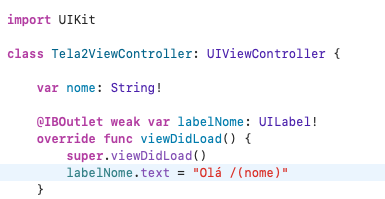 import UIKit
class Tela2ViewController: UIViewController {
var nome: String!
@IBOutlet weak var labelNome: UILabel!
override func viewDidLoad() {
super.viewDidLoad()
labelNome.text = "Olá /(nome)"
}